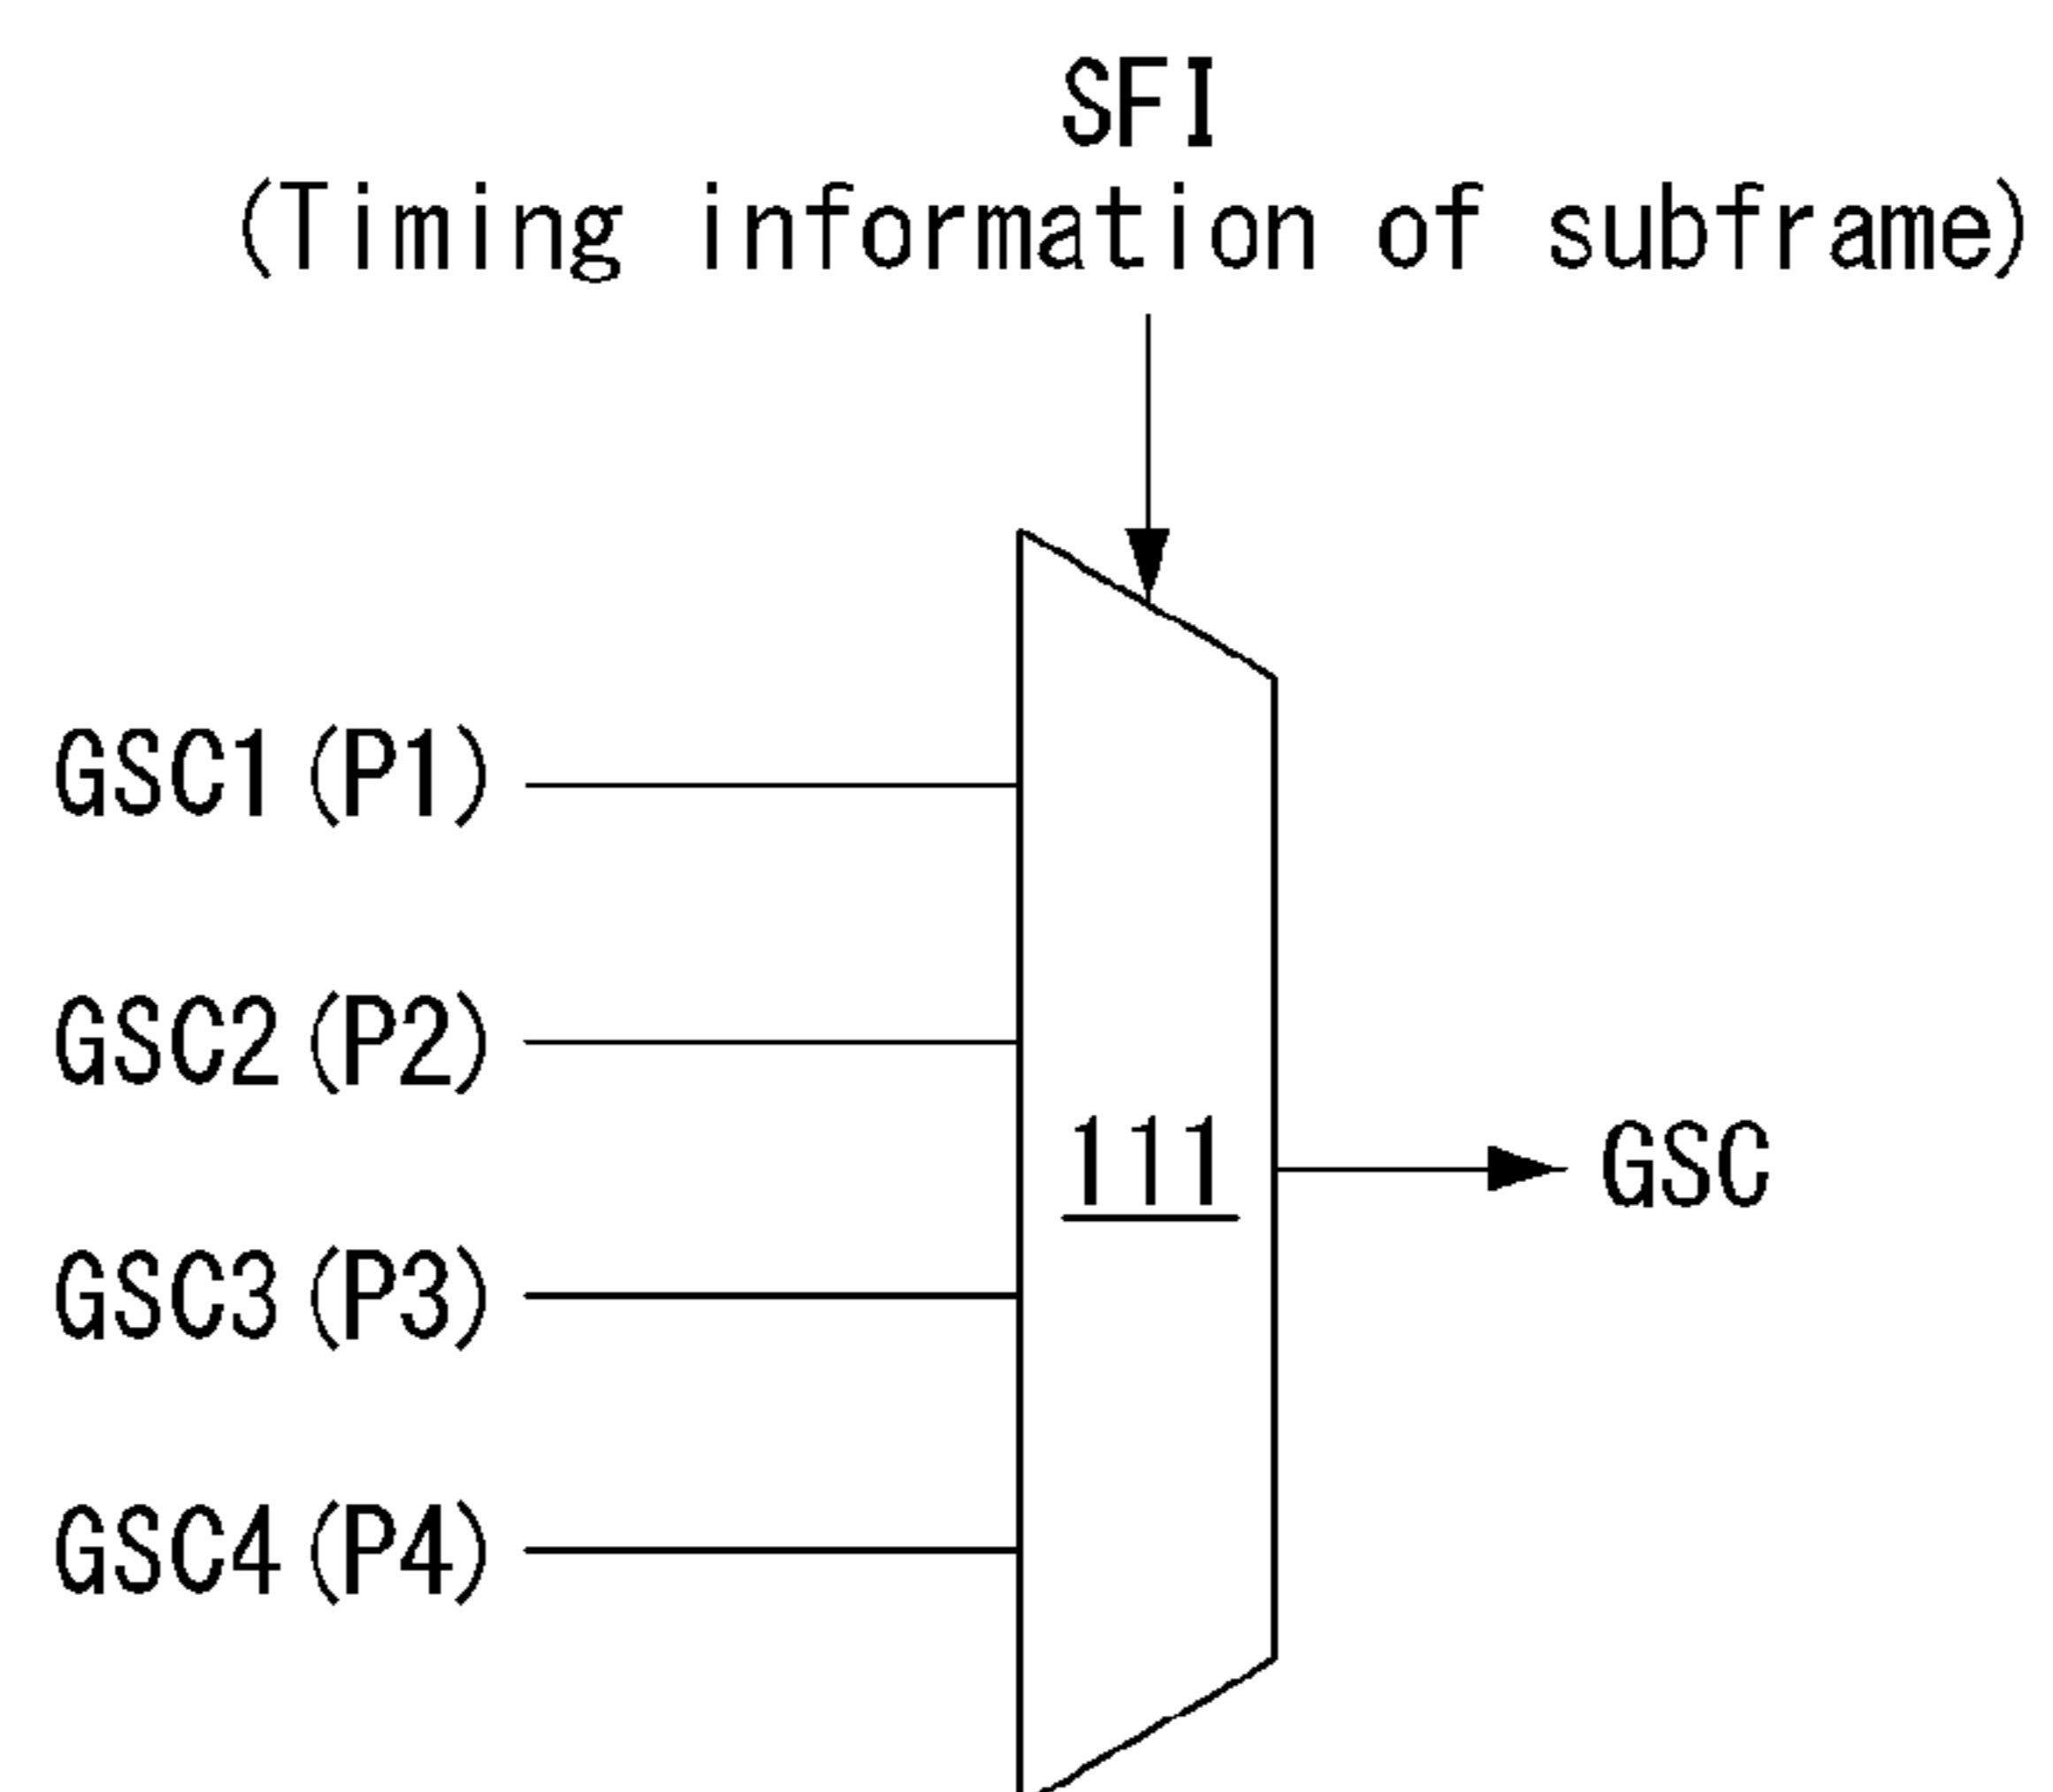 SFI
(Timing information of subframe)
GSC1 (P1)
GSC2 (P2)
111
GSC
GSC3 (P3)
GSC4 (P4)